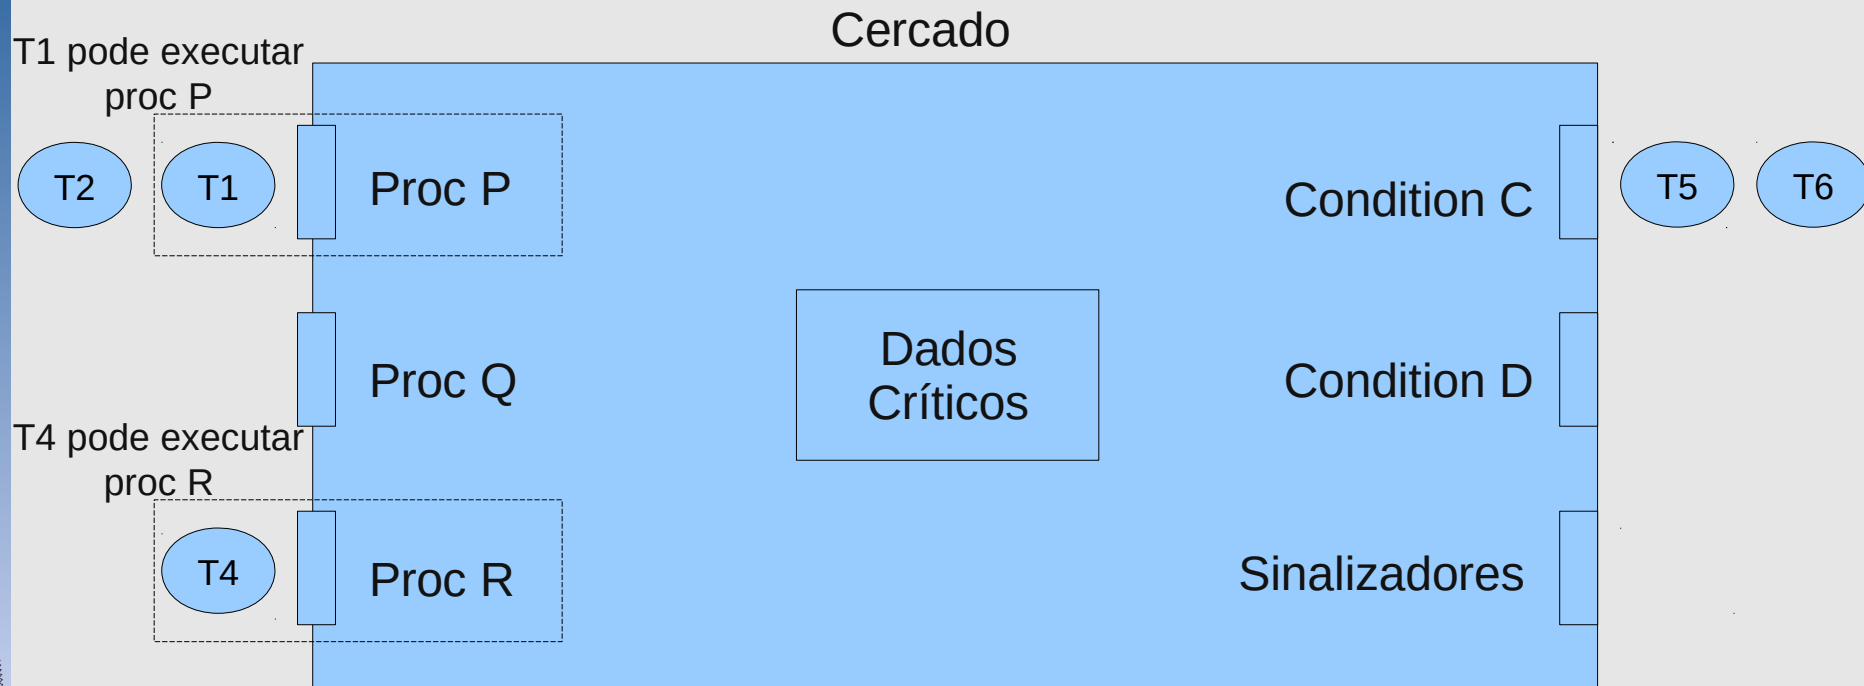 Cercado
T1 pode executar
proc P
T2
T1
Proc P
Condition C
T5
T6
Dados
Críticos
Proc Q
Condition D
T4 pode executar
proc R
T4
Proc R
Sinalizadores